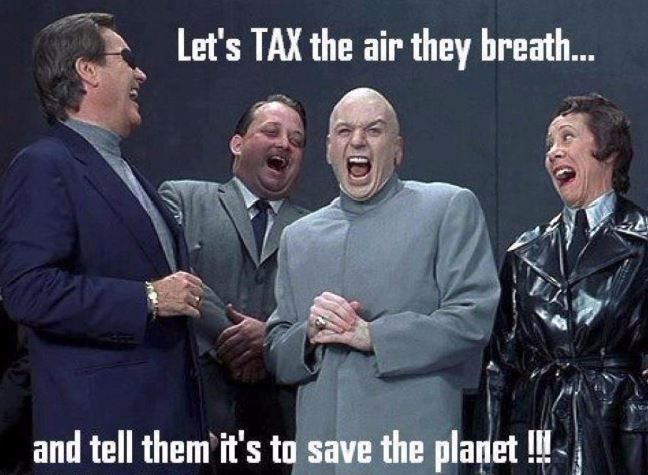 Let's TAX the air they breath...
and tell them it's to save the planet !!!